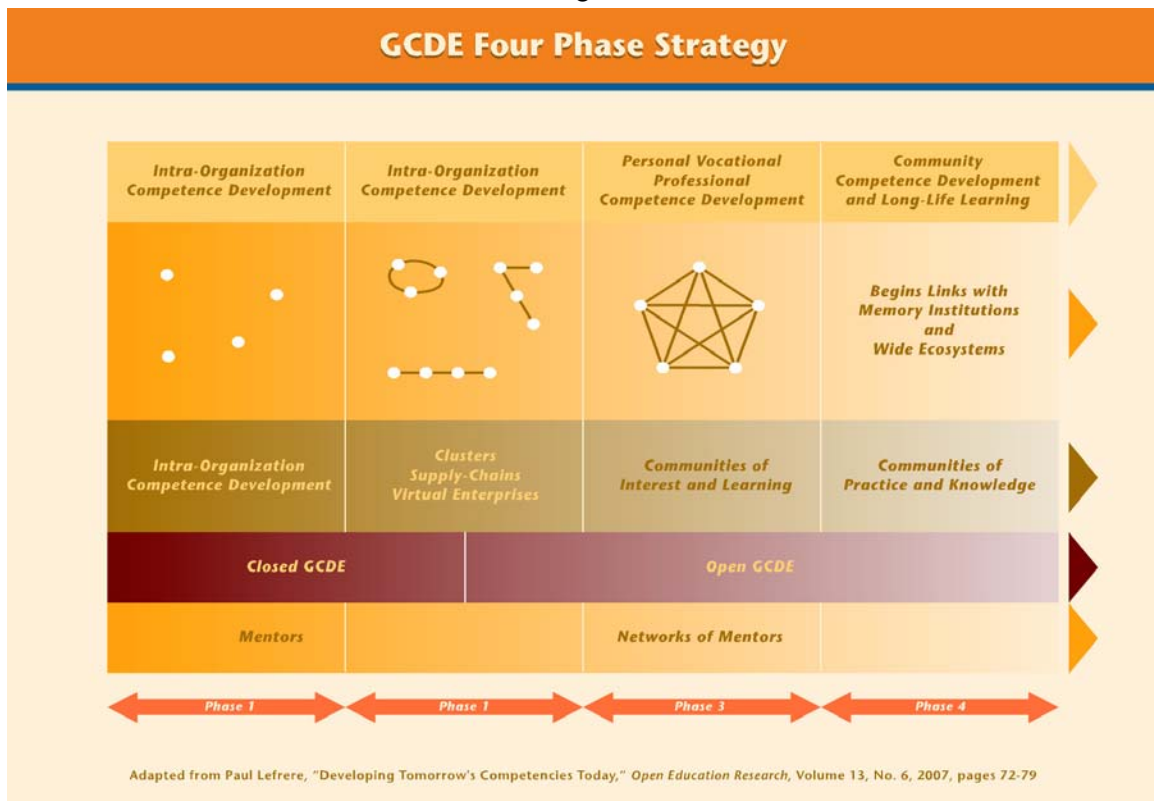 GCDE Four Phase Strategy
Intra-Organization
Competence Development
Intra-Organization
Competence Development
Personal Vocational
Professional
Competence Development
Community
Competence Development
and Long-Life Learning
Begins Links with
Memory Institutions
and
Wide Ecosystems
Intra-Organization
Competence Development
Clusters
Supply-Chains
Virtual Enterprises
Communities of
Interest and Learning
Communities of
Practice and Knowledge
Closed GCDE
Open GCDE
Mentors
Networks of Mentors
Phase 1
Phase 1
Phase 3
Phase 4
Adapted from Paul Lefrere, "Developing Tomorrow's Competencies Today," Open Education Research, Volume 13, No. 6, 2007, pages 72-79